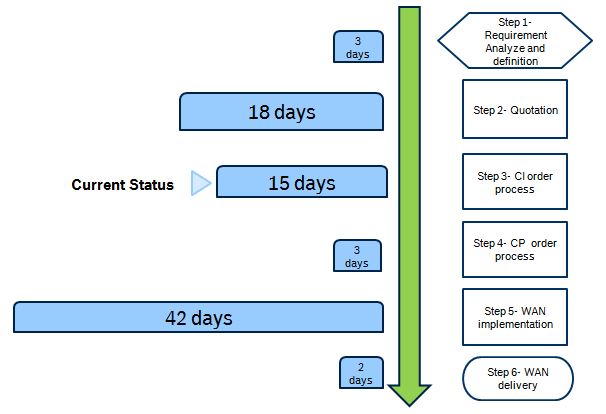 3
days
Step 1-
Requirement
Analyze and
definition
18 days
Step 2- Quotation
Current Status
15 days
Step 3- CI order
process
3
days
Step 4- CP order
process
42 days
Step 5- WAN
implementation
2
days
Step 6- WAN
delivery